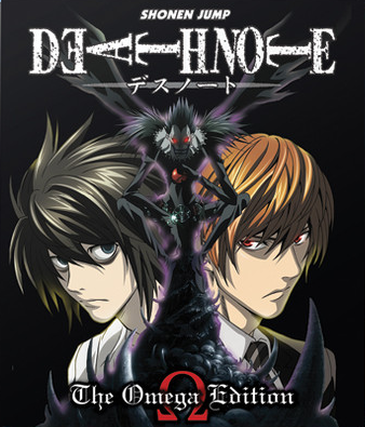 SHONEN JUMP
DEATH NOTE
デスノート
The Omega Edition
Ω